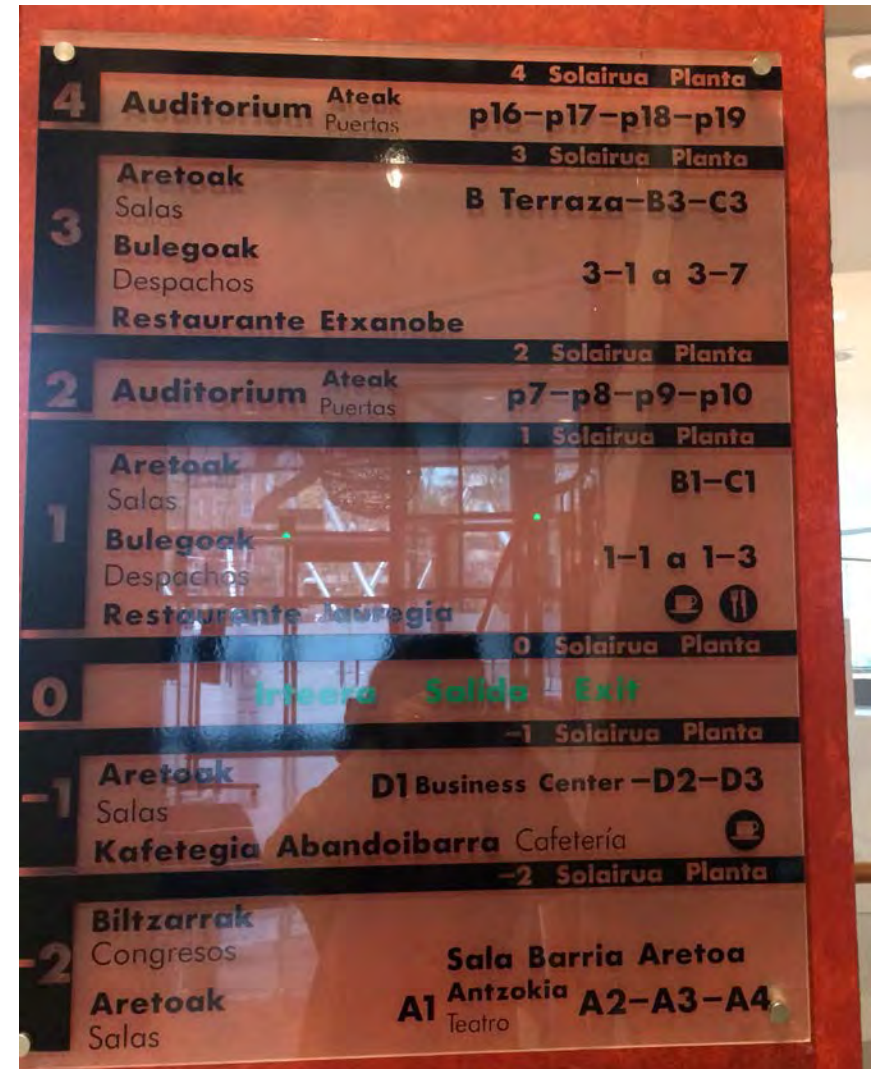 4 Solairua Planta
4 Auditorium Ateak Puertas p16-p17-p18-p19
3 Solairua Planta
3
Aretoak
Salas
B Terraza-B3-C3
Bulegoak
Despachos
3-1 a 3-7
Restaurante Etxanobe
2 Solairua Planta
2 Auditorium Ateak Puertas p7-p8-p9-p10
1 Solairua Planta
1
Aretoak
Salas
B1-C1
Bulegoak
Despachos
1-1 a 1-3
Restaurante Jauregia
0 Solairua Planta
0 Irteera Salida Exit
-1 Solairua Planta
-1
Aretoak
Salas
D1 Business Center-D2-D3
Kafetegia Abandoibarra Cafetería
-2 Solairua Planta
-2
Biltzarrak
Congresos
Sala Barria Aretoa
Aretoak
Salas
A1 Antzokia Teatro A2-A3-A4